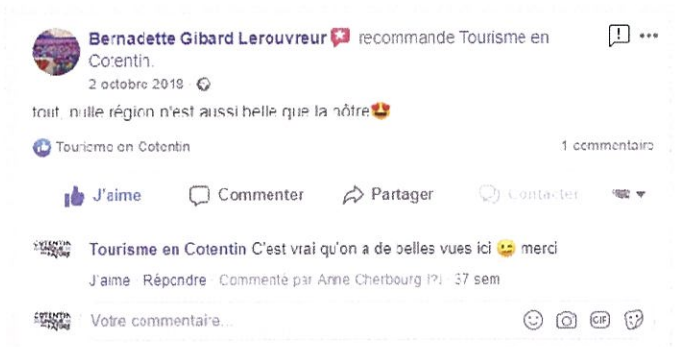 Bernadette Gibard Lerouvreur recommande Tourisme en
Cotentin.
2 octobre 2018
tout, nulle région n'est aussi belle que la nôtre😍
Tourisme en Cotentin 1 commentaire
J'aime Commenter Partager Contacter
Tourisme en Cotentin C'est vrai qu'on a de belles vues ici 😉 merci
J'aime Répondre Commenté par Anne Cherbourg [?] 37 sem
Votre commentaire... GIF